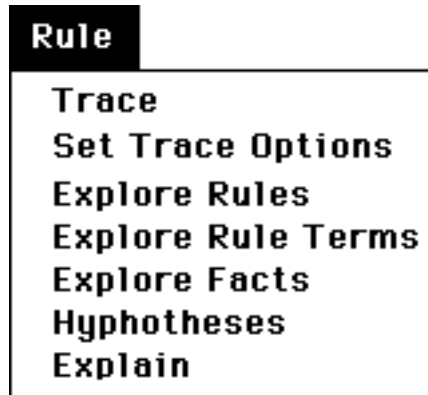 Rule
Trace
Set Trace Options
Explore Rules
Explore Rule Terms
Explore Facts
Hyphotheses
Explain